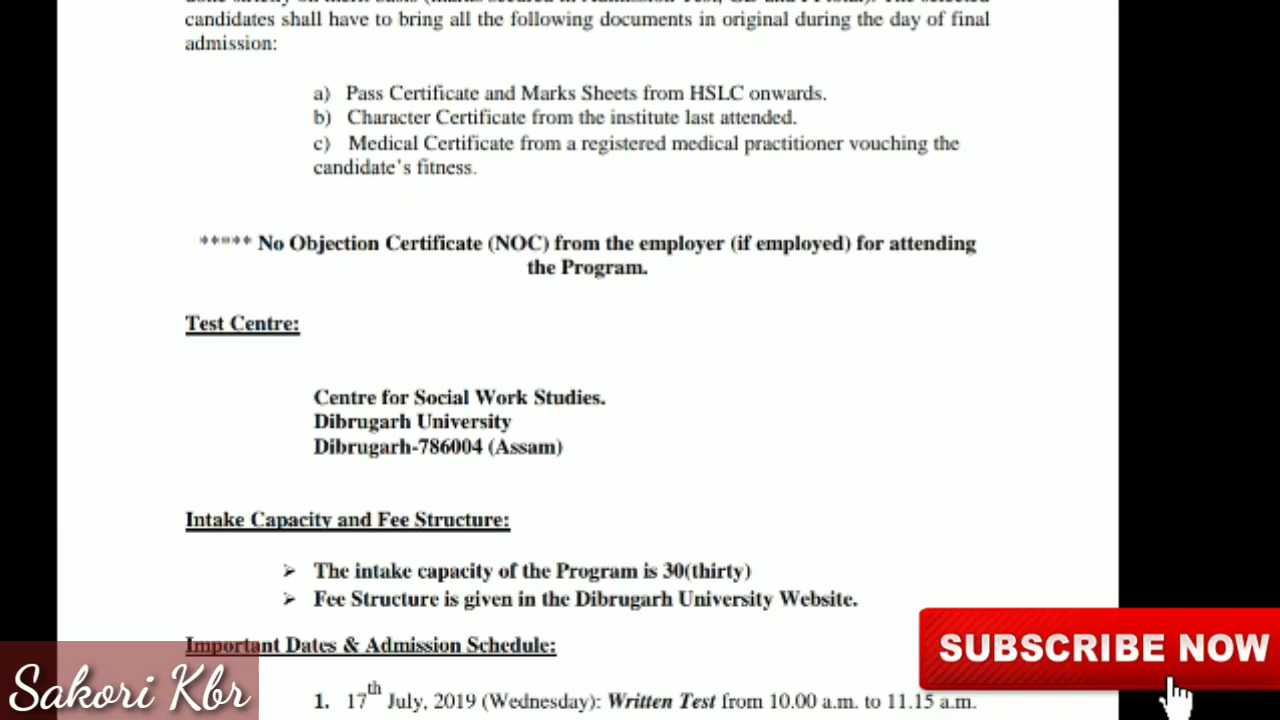 candidates shall have to bring all the following documents in original during the day of final
admission:
a) Pass Certificate and Marks Sheets from HSLC onwards.
b) Character Certificate from the institute last attended.
c) Medical Certificate from a registered medical practitioner vouching the
candidate's fitness.
***** No Objection Certificate (NOC) from the employer (if employed) for attending
the Program.
Test Centre:
Centre for Social Work Studies.
Dibrugarh University
Dibrugarh-786004 (Assam)
Intake Capacity and Fee Structure:
➢ The intake capacity of the Program is 30(thirty)
➢ Fee Structure is given in the Dibrugarh University Website.
Important Dates & Admission Schedule:
1. 17th July, 2019 (Wednesday): Written Test from 10.00 a.m. to 11.15 a.m.
SUBSCRIBE NOW
Sakori Kbr